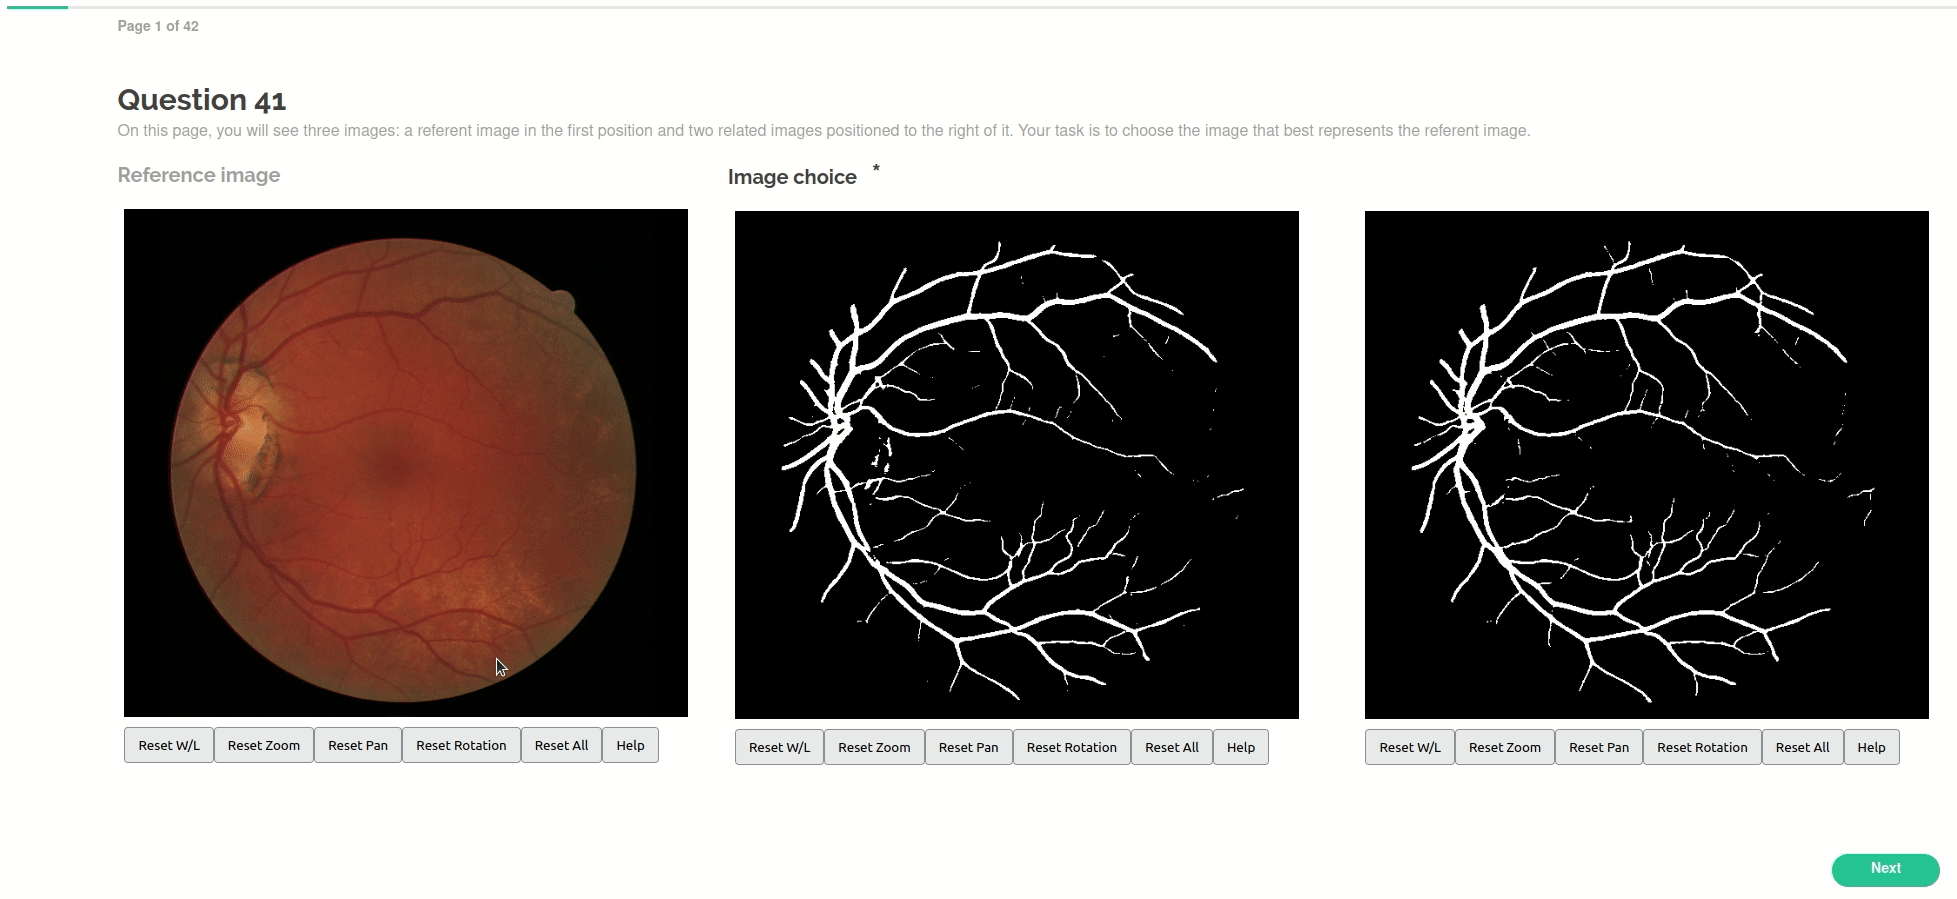 Page 1 of 42
Question 41
On this page, you will see three images: a referent image in the first position and two related images positioned to the right of it. Your task is to choose the image that best represents the referent image.
Reference image
Image choice *
Reset W/L Reset Zoom Reset Pan Reset Rotation Reset All Help
Reset W/L Reset Zoom Reset Pan Reset Rotation Reset All Help
Reset W/L Reset Zoom Reset Pan Reset Rotation Reset All Help
Next